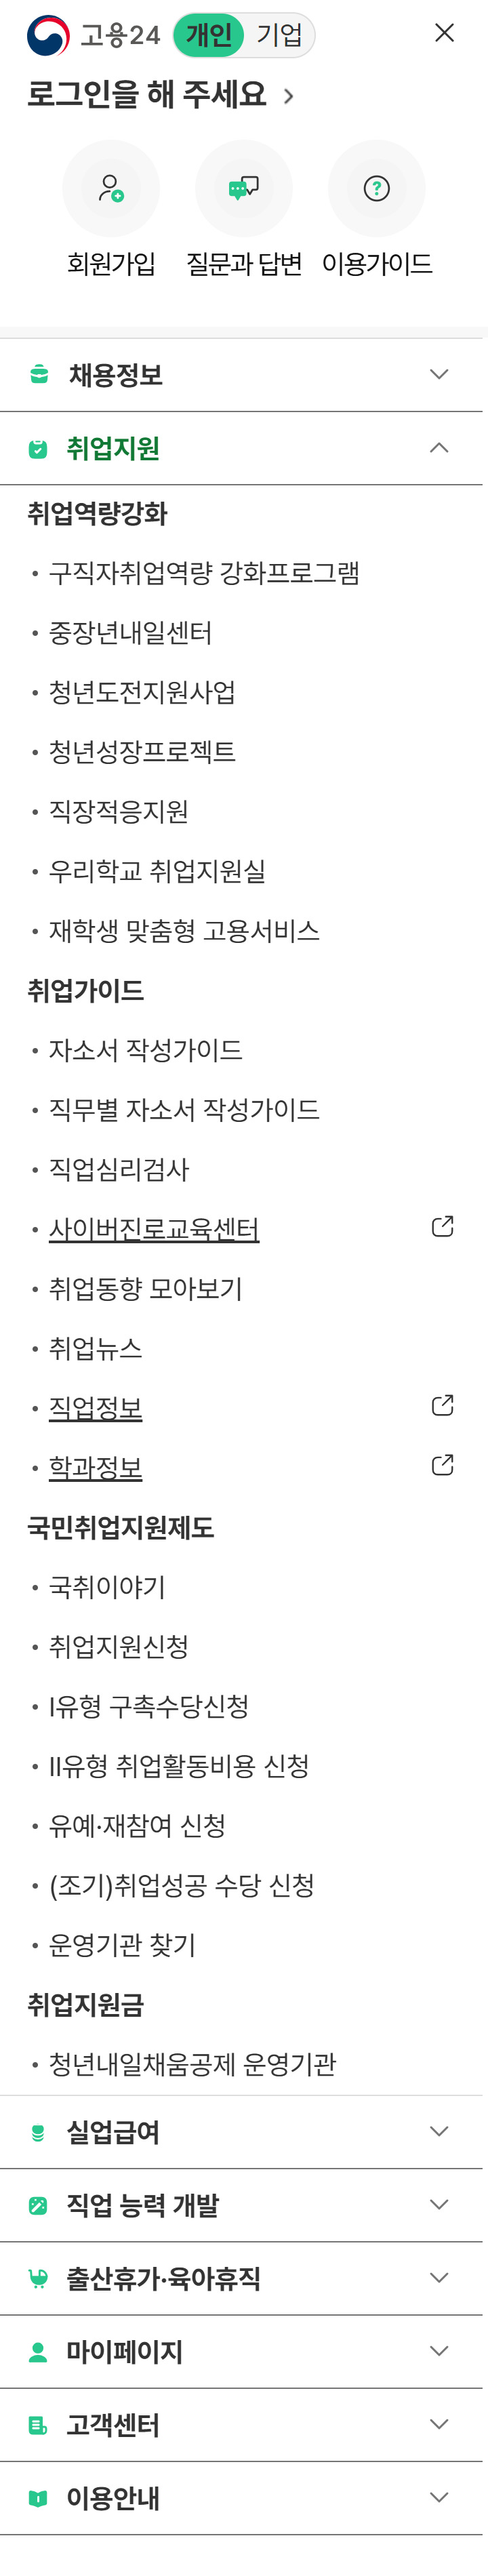 고용24 개인 기업
로그인을 해 주세요
회원가입 질문과 답변 이용가이드
채용정보
취업지원
취업역량강화
• 구직자취업역량 강화프로그램
• 중장년내일센터
• 청년도전지원사업
• 청년성장프로젝트
• 직장적응지원
• 우리학교 취업지원실
• 재학생 맞춤형 고용서비스
취업가이드
• 자소서 작성가이드
• 직무별 자소서 작성가이드
• 직업심리검사
• 사이버진로교육센터
• 취업동향 모아보기
• 취업뉴스
• 직업정보
• 학과정보
국민취업지원제도
• 국취이야기
• 취업지원신청
• I유형 구촉수당신청
• II유형 취업활동비용 신청
• 유예·재참여 신청
• (조기)취업성공 수당 신청
• 운영기관 찾기
취업지원금
• 청년내일채움공제 운영기관
실업급여
직업 능력 개발
출산휴가·육아휴직
마이페이지
고객센터
이용안내